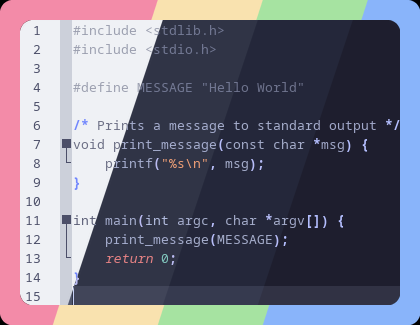 1 #include <stdlib.h>
2 #include <stdio.h>
3
4 #define MESSAGE "Hello World"
5
6 /* Prints a message to standard output */
7 void print_message(const char *msg) {
8     printf("%s\n", msg);
9 }
10
11 int main(int argc, char *argv[]) {
12     print_message(MESSAGE);
13     return 0;
14 }
15